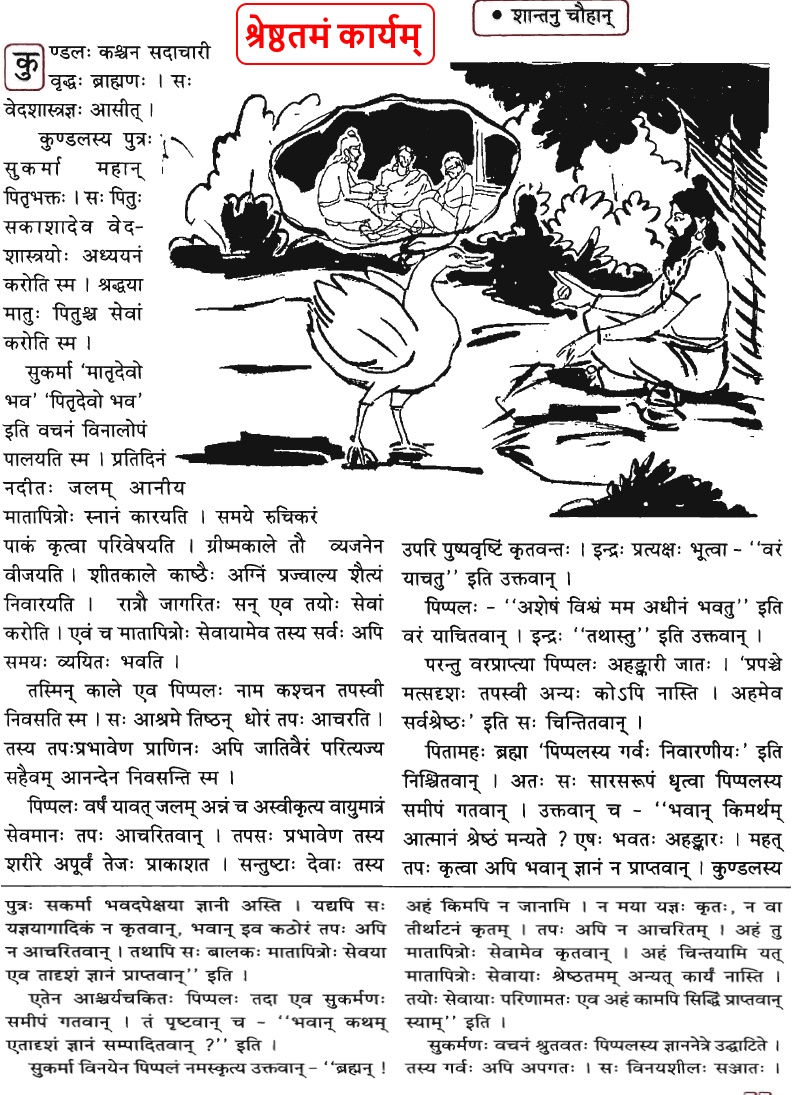 श्रेष्ठतमं कार्यम्
• शान्तनु चौहान्
कुण्डलः कश्चन सदाचारी
वृद्धः ब्राह्मणः । सः
वेदशास्त्रज्ञः आसीत् ।
कुण्डलस्य पुत्रः
सुकर्मा महान्
पितृभक्तः । सः पितुः
सकाशादेव वेद-
शास्त्रयोः अध्ययनं
करोति स्म । श्रद्धया
मातुः पितुश्च सेवां
करोति स्म ।
सुकर्मा ‘मातृदेवो
भव’ ‘पितृदेवो भव’
इति वचनं विनालोपं
पालयति स्म । प्रतिदिनं
नदीतः जलम् आनीय
मातापित्रोः स्नानं कारयति । समये रुचिकरं
पाकं कृत्वा परिवेषयति । ग्रीष्मकाले तौ व्यजनेन
वीजयति । शीतकाले काष्ठैः अग्निं प्रज्वाल्य शैत्यं
निवारयति । रात्रौ जागरितः सन् एव तयोः सेवां
करोति । एवं च मातापित्रोः सेवायामेव तस्य सर्वः अपि
समयः व्ययितः भवति ।
तस्मिन् काले एव पिप्पलः नाम कश्चन तपस्वी
निवसति स्म । सः आश्रमे तिष्ठन् धोरं तपः आचरति ।
तस्य तपःप्रभावेण प्राणिनः अपि जातिवैरं परित्यज्य
सहैवम् आनन्देन निवसन्ति स्म ।
पिप्पलः वर्षं यावत् जलम् अन्नं च अस्वीकृत्य वायुमात्रं
सेवमानः तपः आचरितवान् । तपसः प्रभावेण तस्य
शरीरे अपूर्वं तेजः प्राकाशत । सन्तुष्टाः देवाः तस्य
उपरि पुष्पवृष्टिं कृतवन्तः । इन्द्रः प्रत्यक्षः भूत्वा - ‘‘वरं
याचतु’’ इति उक्तवान् ।
पिप्पलः - ‘‘अशेषं विश्वं मम अधीनं भवतु’’ इति
वरं याचितवान् । इन्द्रः ‘‘तथास्तु’’ इति उक्तवान् ।
परन्तु वरप्राप्त्या पिप्पलः अहङ्कारी जातः । ‘प्रपञ्चे
मत्सदृशः तपस्वी अन्यः कोऽपि नास्ति । अहमेव
सर्वश्रेष्ठः’ इति सः चिन्तितवान् ।
पितामहः ब्रह्मा ‘पिप्पलस्य गर्वः निवारणीयः’ इति
निश्चितवान् । अतः सः सारसरूपं धृत्वा पिप्पलस्य
समीपं गतवान् । उक्तवान् च - ‘‘भवान् किमर्थम्
आत्मानं श्रेष्ठं मन्यते ? एषः भवतः अहङ्कारः । महत्
तपः कृत्वा अपि भवान् ज्ञानं न प्राप्तवान् । कुण्डलस्य
पुत्रः सकर्मा भवदपेक्षया ज्ञानी अस्ति । यद्यपि सः
यज्ञयागादिकं न कृतवान्, भवान् इव कठोरं तपः अपि
न आचरितवान् । तथापि सः बालकः मातापित्रोः सेवया
एव तादृशं ज्ञानं प्राप्तवान्’’ इति ।
एतेन आश्चर्यचकितः पिप्पलः तदा एव सुकर्मणः
समीपं गतवान् । तं पृष्टवान् च - ‘‘भवान् कथम्
एतादृशं ज्ञानं सम्पादितवान् ?’’ इति ।
सुकर्मा विनयेन पिप्पलं नमस्कृत्य उक्तवान् - ‘‘ब्रह्मन् !
अहं किमपि न जानामि । न मया यज्ञः कृतः, न वा
तीर्थाटनं कृतम् । तपः अपि न आचरितम् । अहं तु
मातापित्रोः सेवामेव कृतवान् । अहं चिन्तयामि यत्
मातापित्रोः सेवायाः श्रेष्ठतमम् अन्यत् कार्यं नास्ति ।
तयोः सेवायाः परिणामतः एव अहं कामपि सिद्धिं प्राप्तवान्
स्याम्’’ इति ।
सुकर्मणः वचनं श्रुतवतः पिप्पलस्य ज्ञाननेत्रे उद्घाटिते ।
तस्य गर्वः अपि अपगतः । सः विनयशीलः सञ्जातः ।